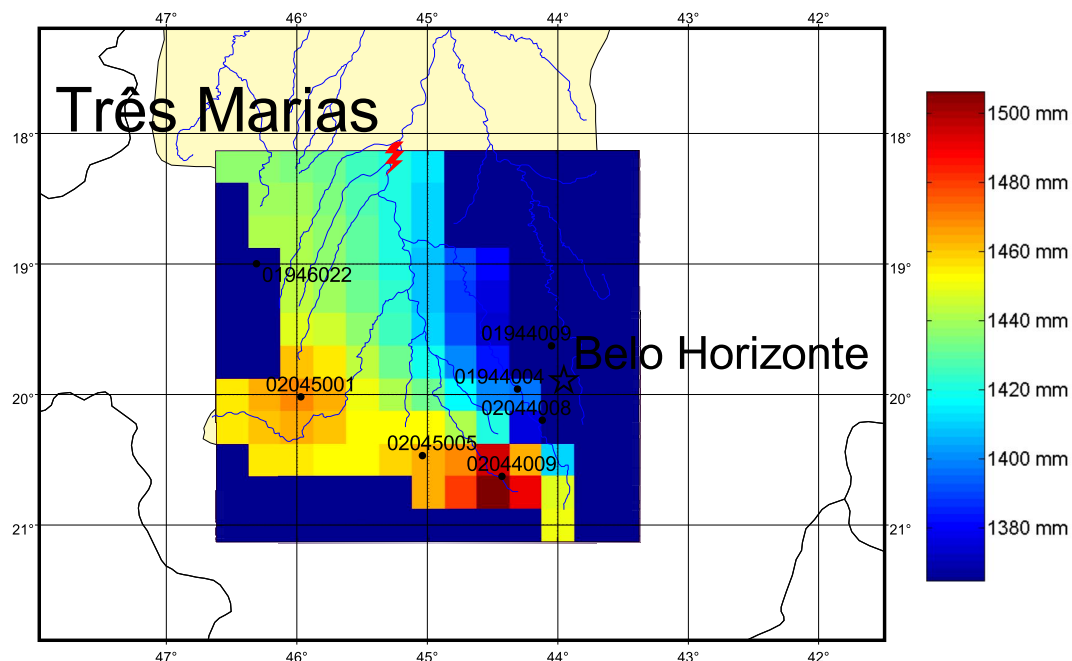 47° 46° 45° 44° 43° 42°
Três Marias
18° 18°
1500 mm
1480 mm
1460 mm
1440 mm
1420 mm
1400 mm
1380 mm
19° 19°
01946022
01944009
Belo Horizonte
02045001
01944004
20° 20°
02044008
02045005
02044009
21° 21°
47° 46° 45° 44° 43° 42°